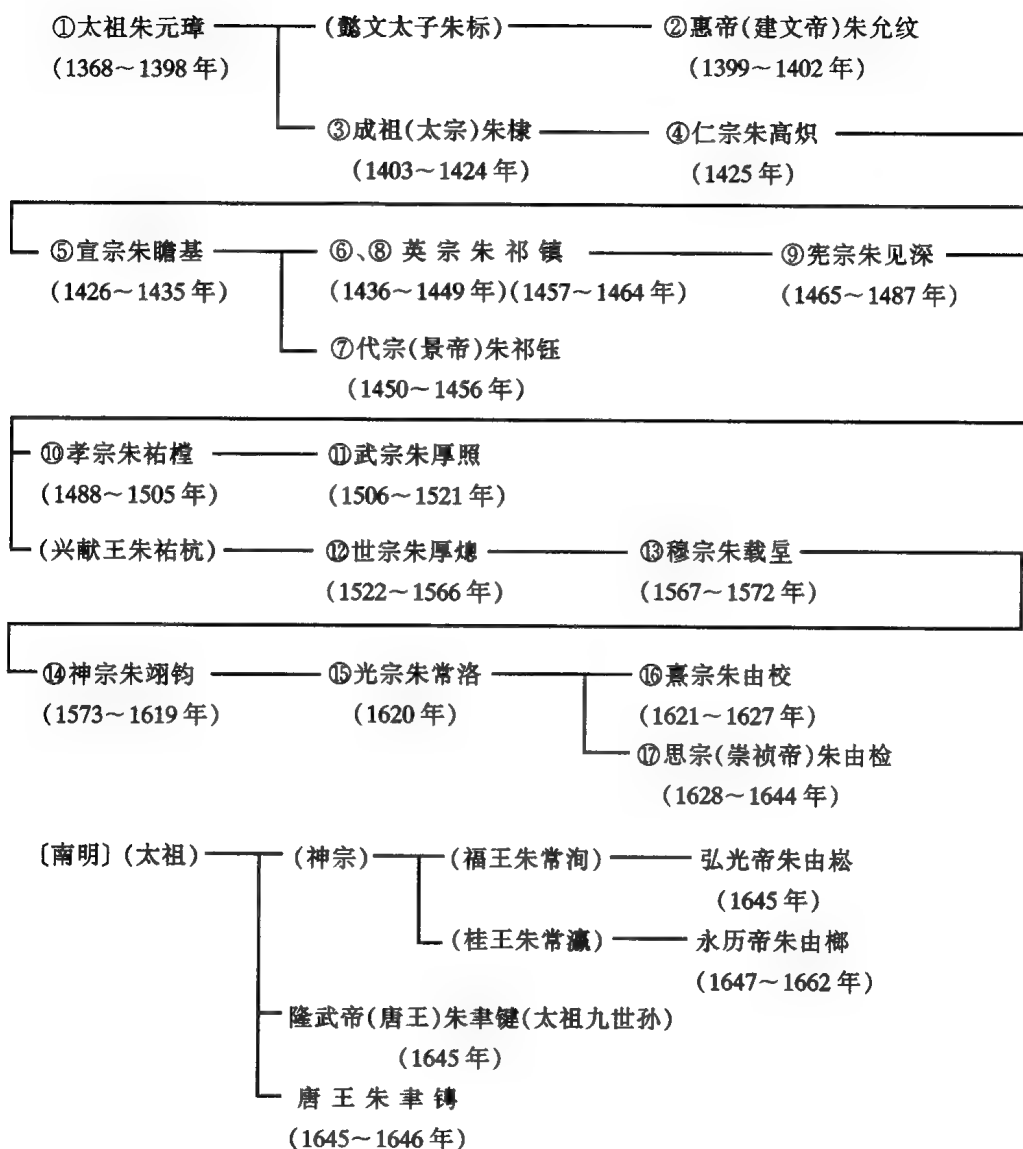 ①太祖朱元璋 (懿文太子朱标) ②惠帝(建文帝)朱允纹
(1368～1398年) (1399～1402年)
③成祖(太宗)朱棣 ④仁宗朱高炽
(1403～1424年) (1425年)
⑤宣宗朱瞻基 ⑥、⑧英宗朱祁镇 ⑨宪宗朱见深
(1426～1435年) (1436～1449年)(1457～1464年) (1465～1487年)
⑦代宗(景帝)朱祁钰
(1450～1456年)
⑩孝宗朱祐樘 ⑪武宗朱厚照
(1488～1505年) (1506～1521年)
(兴献王朱祐杭) ⑫世宗朱厚熜 ⑬穆宗朱载坖
(1522～1566年) (1567～1572年)
⑭神宗朱翊钧 ⑮光宗朱常洛 ⑯熹宗朱由校
(1573～1619年) (1620年) (1621～1627年)
⑰思宗(崇祯帝)朱由检
(1628～1644年)
〔南明〕(太祖) (神宗) (福王朱常洵) 弘光帝朱由崧
(1645年)
(桂王朱常瀛) 永历帝朱由榔
(1647～1662年)
隆武帝(唐王)朱聿键(太祖九世孙)
(1645年)
唐王朱聿𨮁
(1645～1646年)